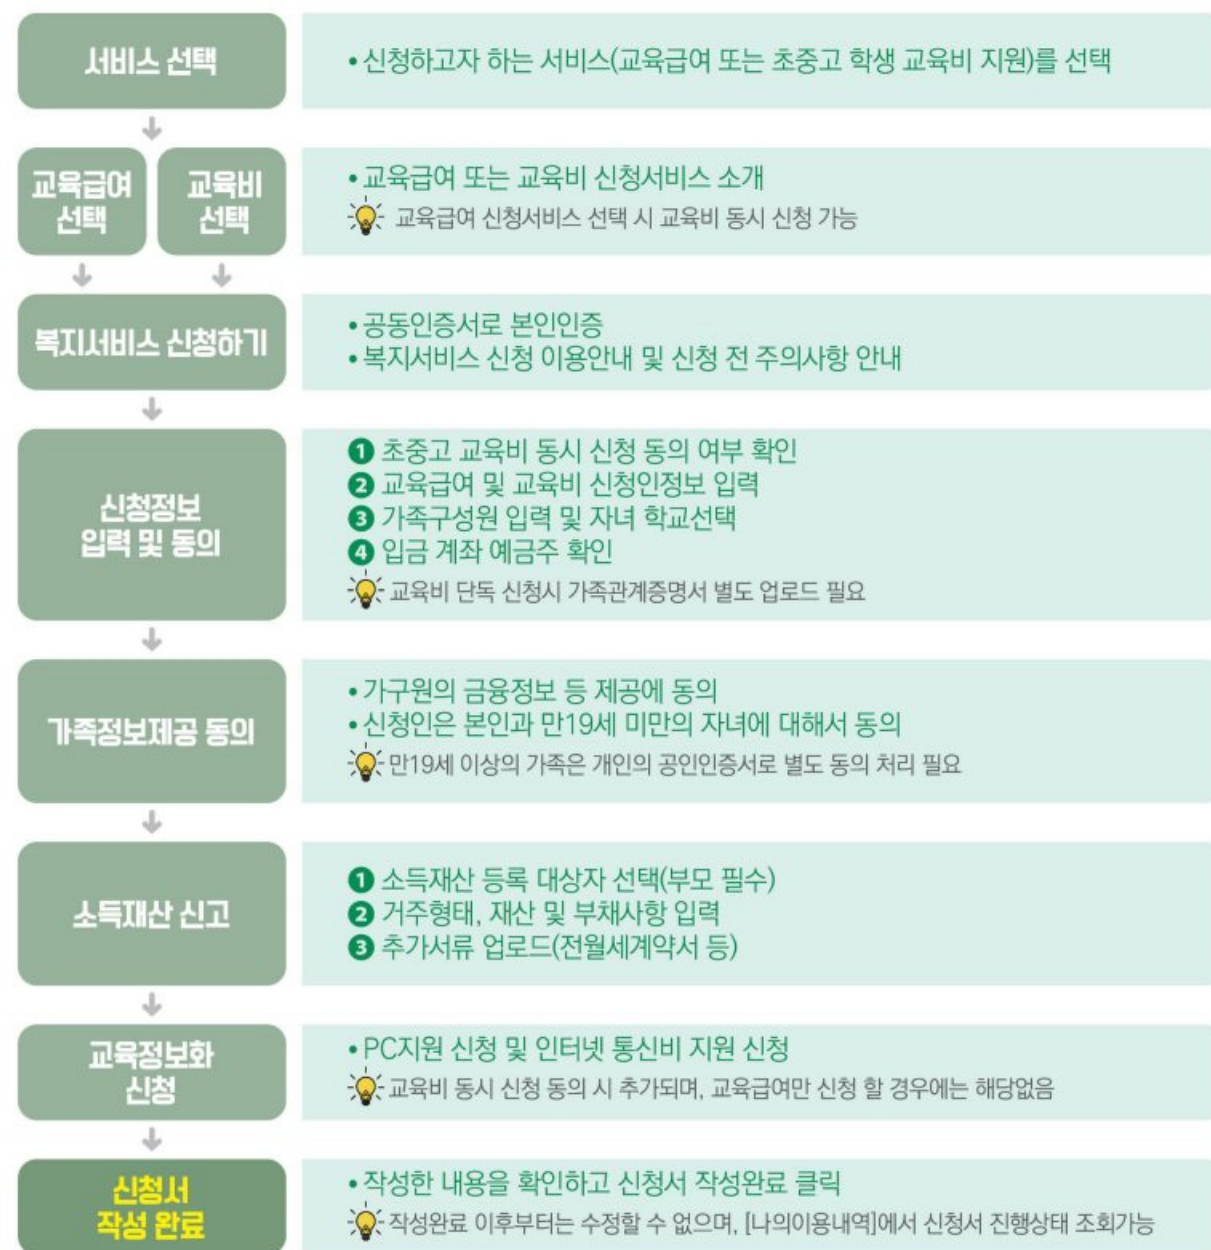 서비스 선택
• 신청하고자 하는 서비스(교육급여 또는 초중고 학생 교육비 지원)를 선택
교육급여
선택
교육비
선택
• 교육급여 또는 교육비 신청서비스 소개
교육급여 신청서비스 선택 시 교육비 동시 신청 가능
복지서비스 신청하기
• 공동인증서로 본인인증
• 복지서비스 신청 이용안내 및 신청 전 주의사항 안내
신청정보
입력 및 동의
❶ 초중고 교육비 동시 신청 동의 여부 확인
❷ 교육급여 및 교육비 신청인정보 입력
❸ 가족구성원 입력 및 자녀 학교선택
❹ 입금 계좌 예금주 확인
교육비 단독 신청시 가족관계증명서 별도 업로드 필요
가족정보제공 동의
• 가구원의 금융정보 등 제공에 동의
• 신청인은 본인과 만19세 미만의 자녀에 대해서 동의
만19세 이상의 가족은 개인의 공인인증서로 별도 동의 처리 필요
소득재산 신고
❶ 소득재산 등록 대상자 선택(부모 필수)
❷ 거주형태, 재산 및 부채사항 입력
❸ 추가서류 업로드(전월세계약서 등)
교육정보화
신청
• PC지원 신청 및 인터넷 통신비 지원 신청
교육비 동시 신청 동의 시 추가되며, 교육급여만 신청 할 경우에는 해당없음
신청서
작성 완료
• 작성한 내용을 확인하고 신청서 작성완료 클릭
작성완료 이후부터는 수정할 수 없으며, [나의이용내역]에서 신청서 진행상태 조회가능